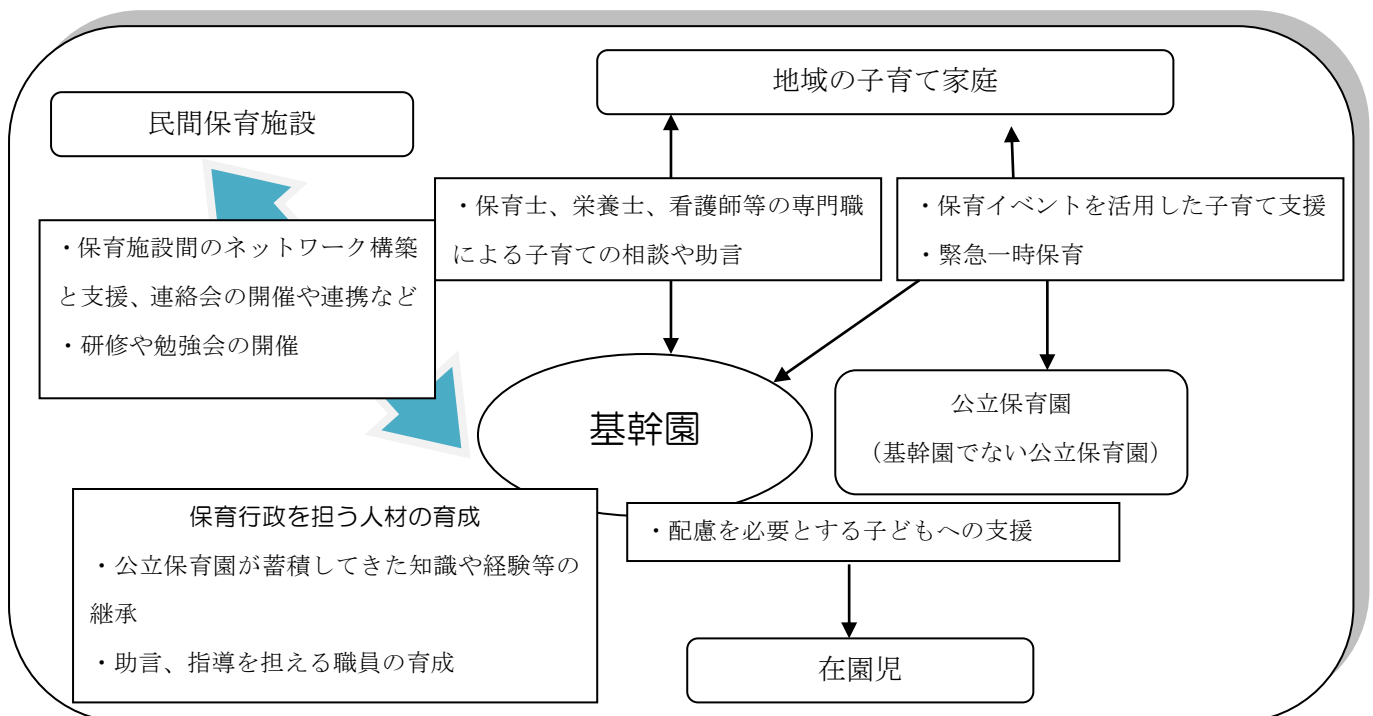 地域の子育て家庭
民間保育施設
・保育士、栄養士、看護師等の専門職
による子育ての相談や助言
・保育イベントを活用した子育て支援
・緊急一時保育
・保育施設間のネットワーク構築
と支援、連絡会の開催や連携など
・研修や勉強会の開催
基幹園
公立保育園
（基幹園でない公立保育園）
保育行政を担う人材の育成
・公立保育園が蓄積してきた知識や経験等の
継承
・助言、指導を担える職員の育成
・配慮を必要とする子どもへの支援
在園児